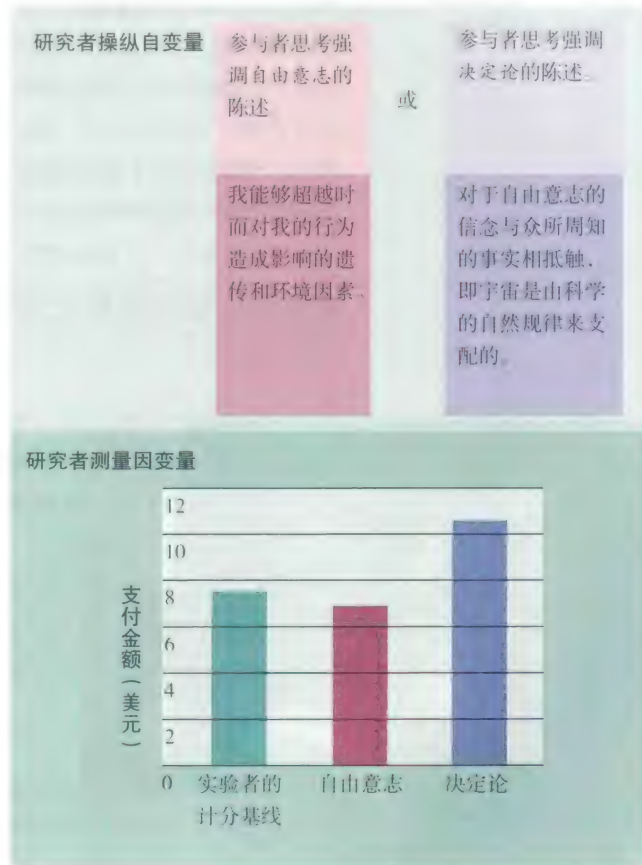 研究者操纵自变量
参与者思考强
调自由意志的
陈述
或
参与者思考强调
决定论的陈述。
我能够超越时
而对我的行为
造成影响的遗
传和环境因素。
对于自由意志的
信念与众所周知
的事实相抵触，
即宇宙是由科学
的自然规律来支
配的。
研究者测量因变量
支付金额（美元）
12
10
8
6
4
2
0
实验者的
计分基线
自由意志
决定论